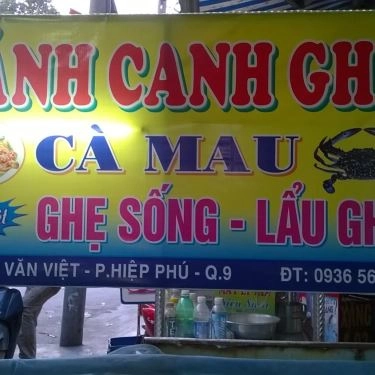 ÁNH CANH GH
CÀ MAU
GHẸ SỐNG - LẨU GH
VĂN VIỆT - P.HIỆP PHÚ - Q.9 ĐT: 0936 56